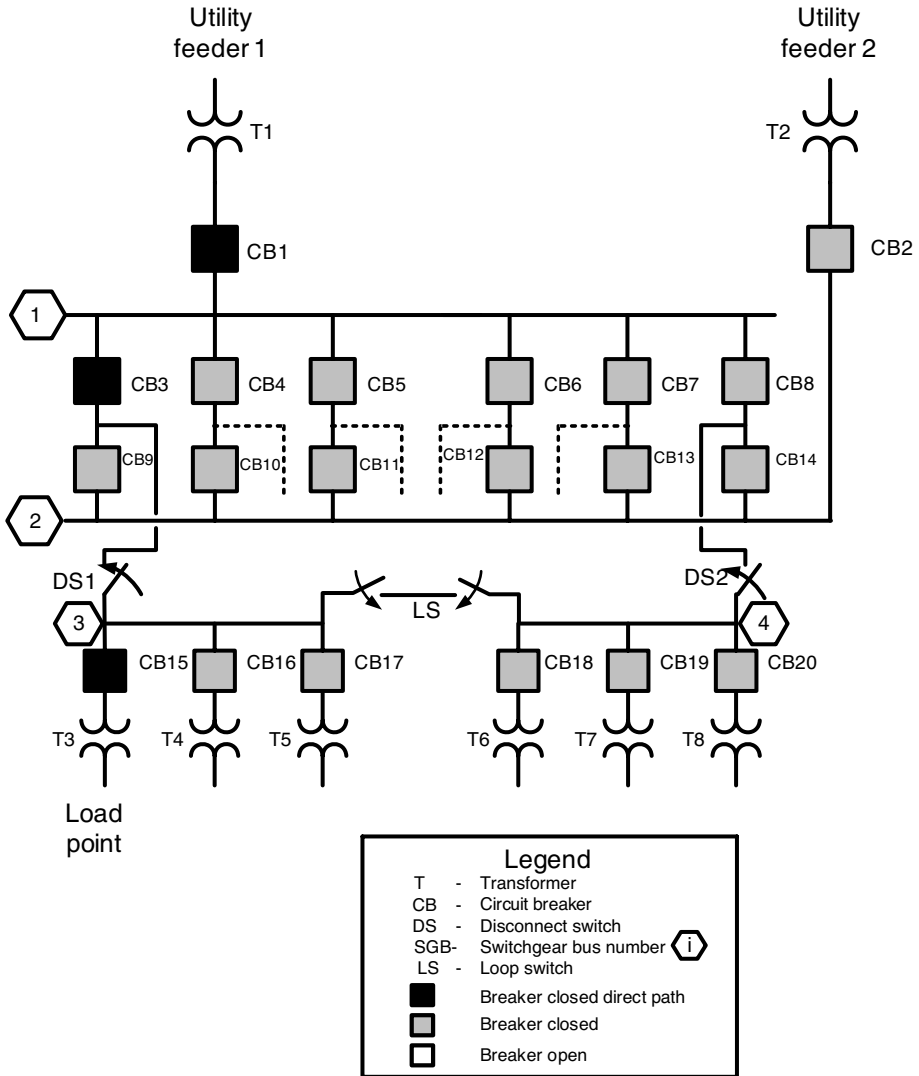 Utility
feeder 1
Utility
feeder 2
T1
T2
CB1
CB2
1
CB3
CB4
CB5
CB6
CB7
CB8
CB9
CB10
CB11
CB12
CB13
CB14
2
DS1
DS2
LS
3
4
CB15
CB16
CB17
CB18
CB19
CB20
T3
T4
T5
T6
T7
T8
Load
point
Legend
T - Transformer
CB - Circuit breaker
DS - Disconnect switch
SGB- Switchgear bus number i
LS - Loop switch
Breaker closed direct path
Breaker closed
Breaker open